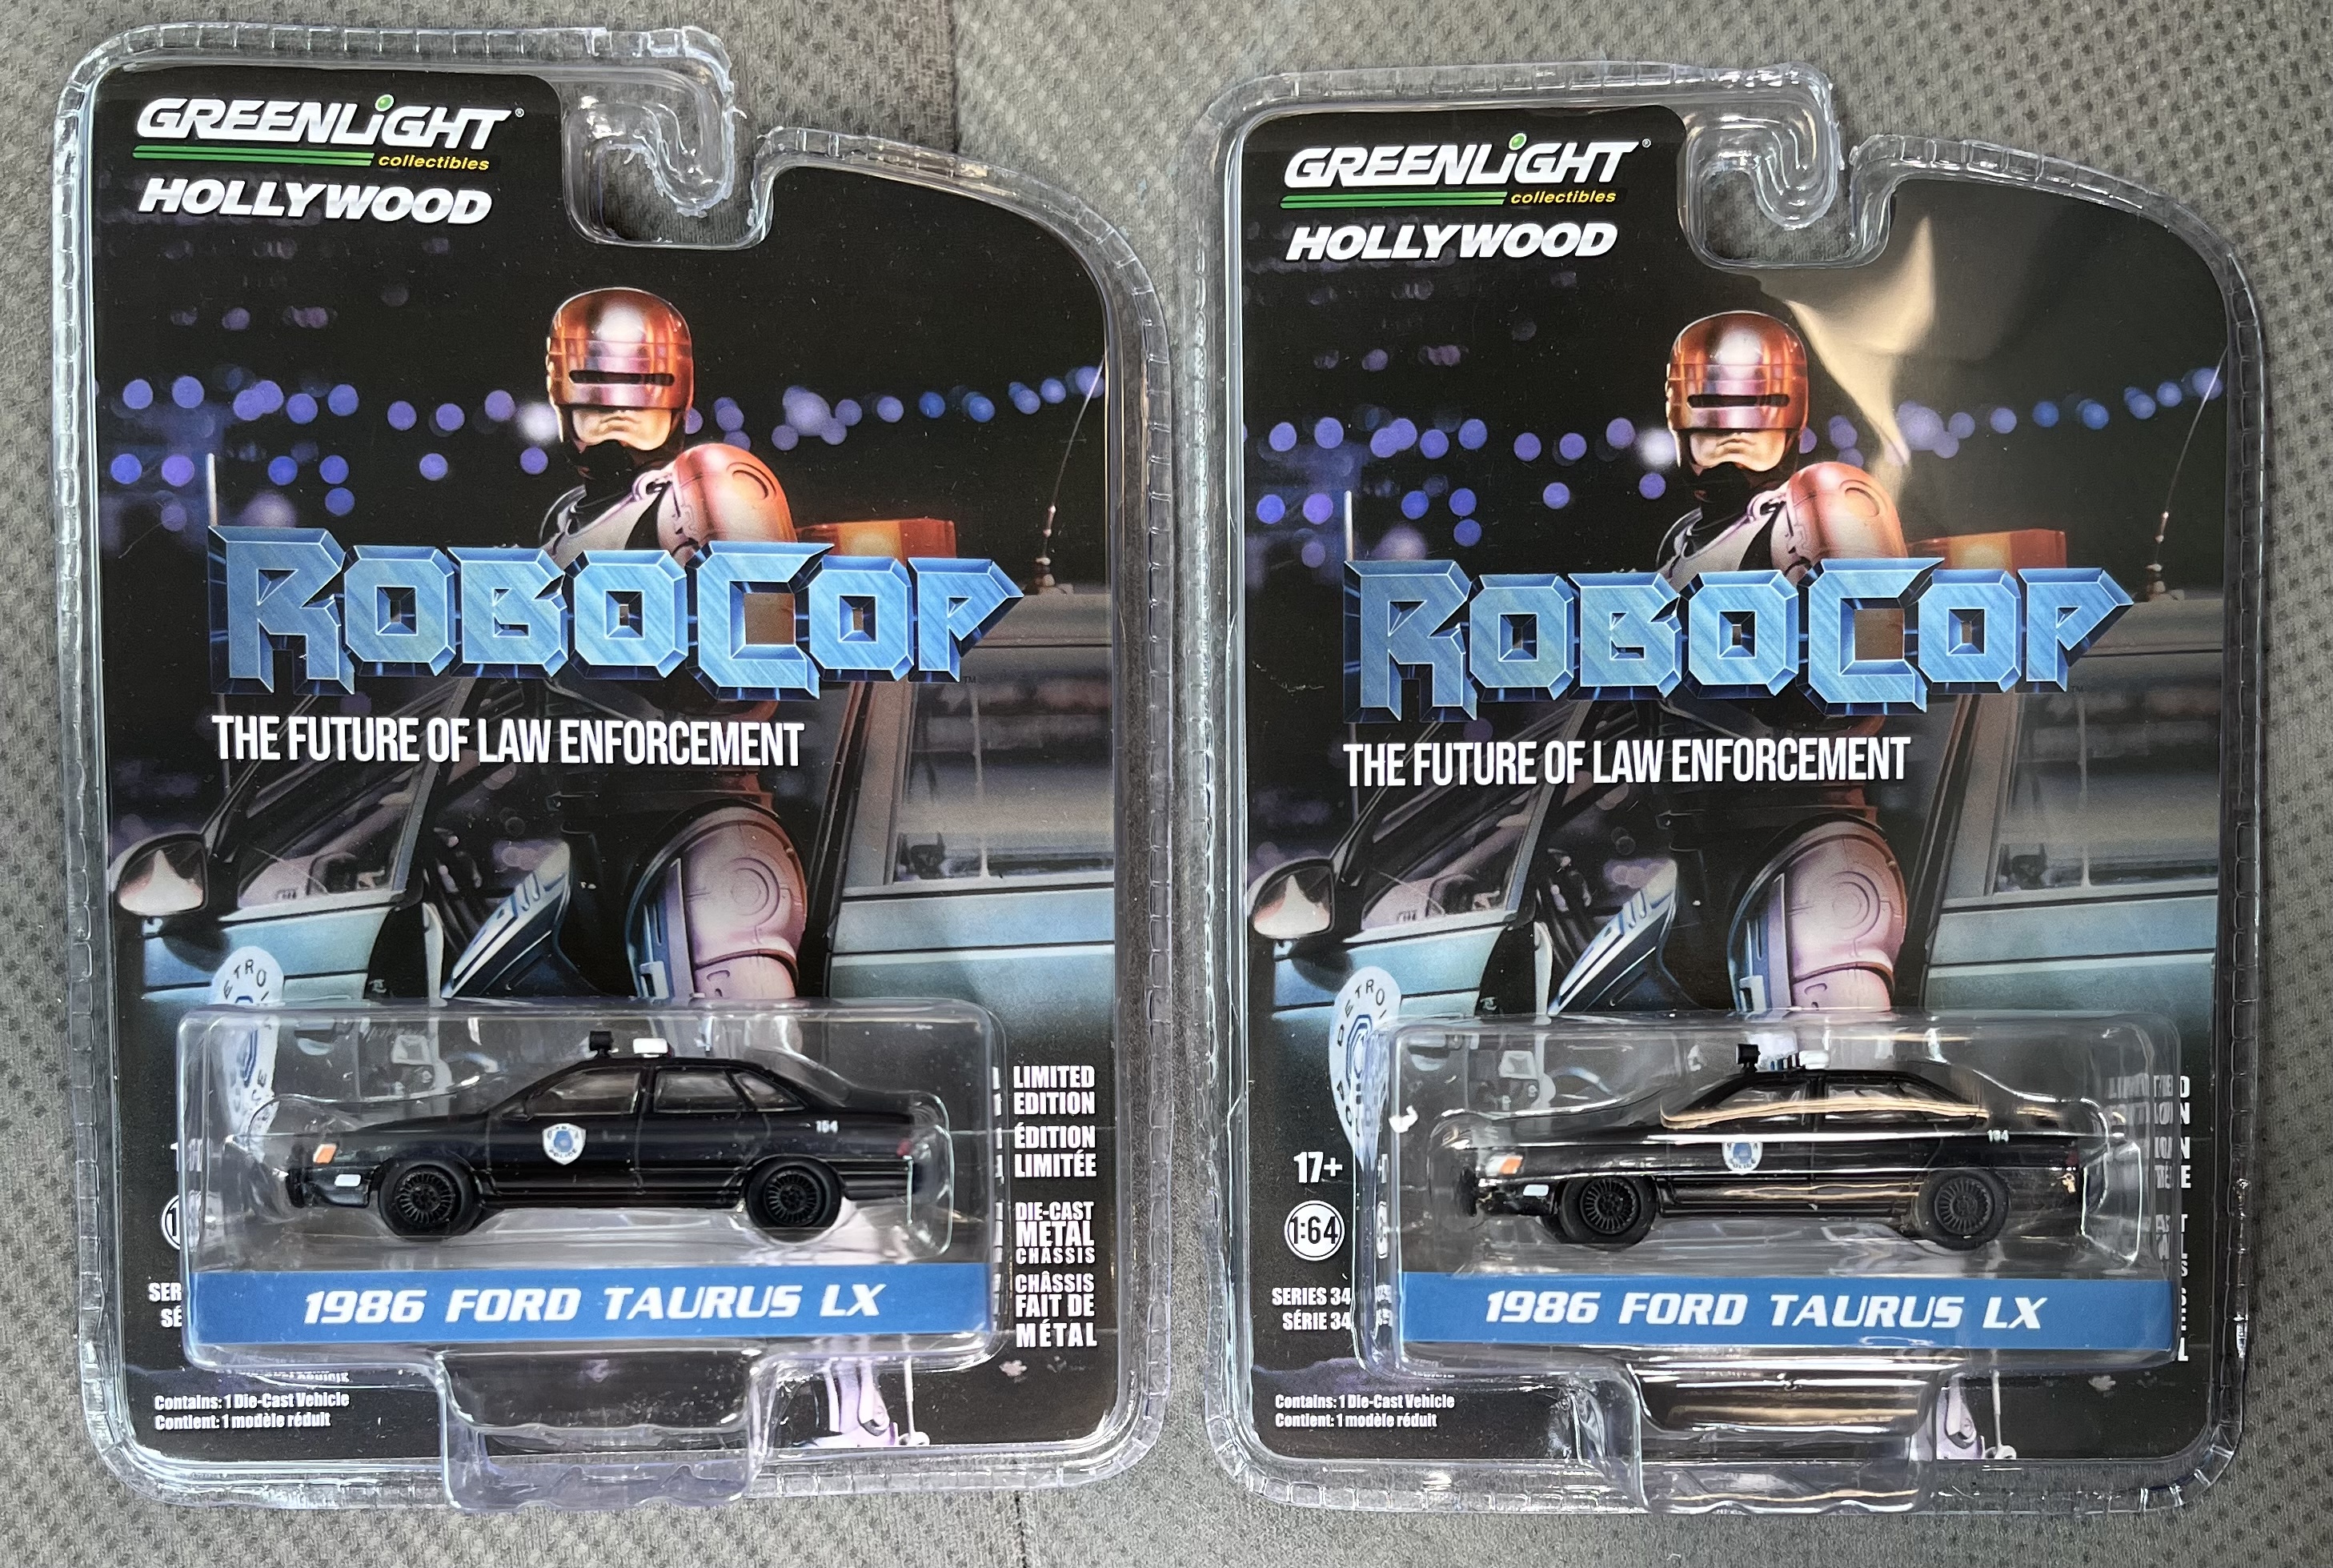 GREENLiGHT®
collectibles
HOLLYWOOD
ROBOCOP™
THE FUTURE OF LAW ENFORCEMENT
POLICE
154
LIMITED
EDITION
ÉDITION
LIMITÉE
DIE-CAST
METAL
CHASSIS
CHÂSSIS
FAIT DE
MÉTAL
1986 FORD TAURUS LX
Contains: 1 Die-Cast Vehicle
Contient: 1 modèle réduit
GREENLiGHT®
collectibles
HOLLYWOOD
ROBOCOP™
THE FUTURE OF LAW ENFORCEMENT
17+
1:64
SERIES 34
SÉRIE 34
1986 FORD TAURUS LX
Contains: 1 Die-Cast Vehicle
Contient: 1 modèle réduit